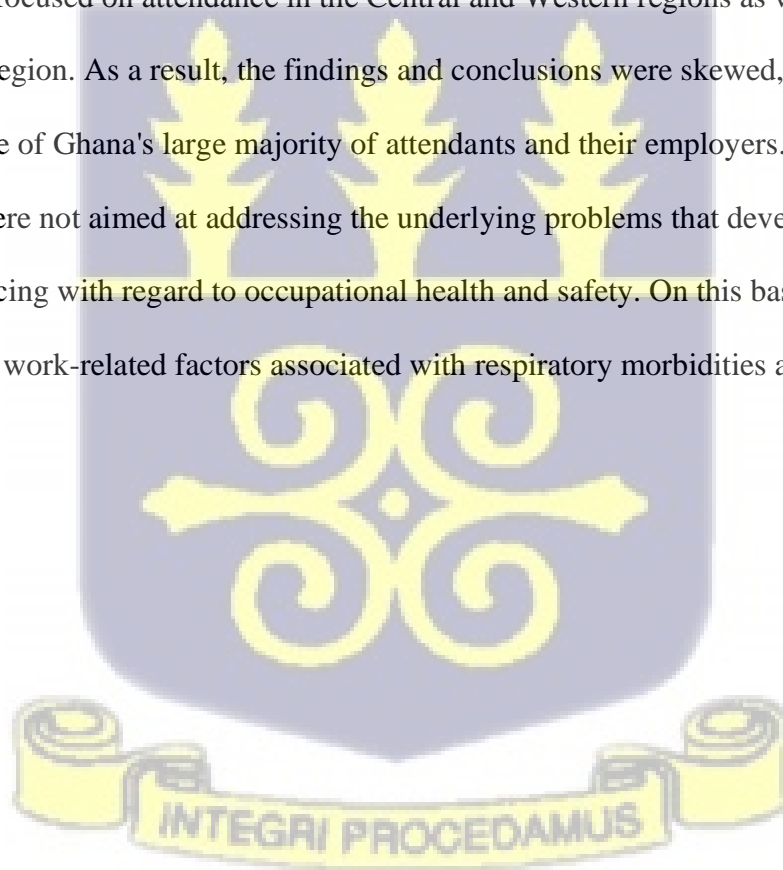 focused on attendance in the Central and Western regions as
egion. As a result, the findings and conclusions were skewed,
e of Ghana's large majority of attendants and their employers.
ere not aimed at addressing the underlying problems that deve
cing with regard to occupational health and safety. On this bas
work-related factors associated with respiratory morbidities a
INTEGRI PROCEDAMUS